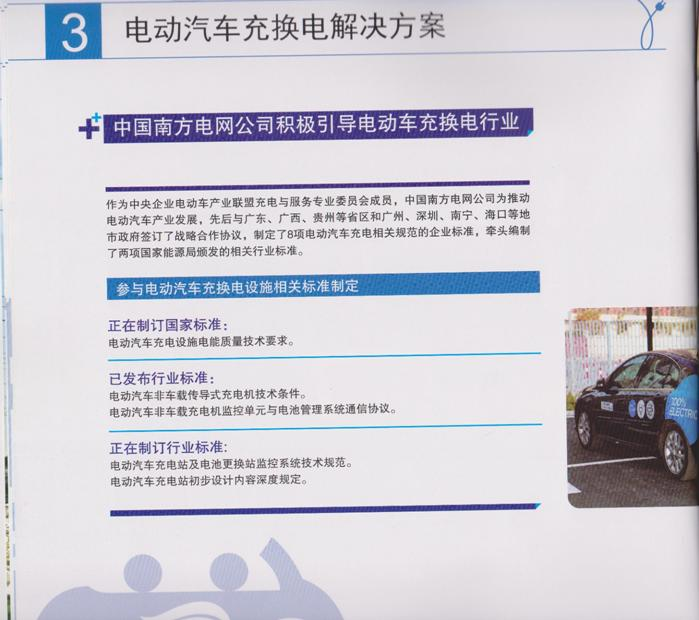 3
电动汽车充换电解决方案
中国南方电网公司积极引导电动车充换电行业
作为中央企业电动车产业联盟充电与服务专业委员会成员，中国南方电网公司为推动
电动汽车产业发展，先后与广东、广西、贵州等省区和广州、深圳、南宁、海口等地
市政府签订了战略合作协议，制定了8项电动汽车充电相关规范的企业标准，牵头编制
了两项国家能源局颁发的相关行业标准。
参与电动汽车充换电设施相关标准制定
正在制订国家标准：
电动汽车充电设施电能质量技术要求。
已发布行业标准：
电动汽车非车载传导式充电机技术条件。
电动汽车非车载充电机监控单元与电池管理系统通信协议。
正在制订行业标准：
电动汽车充电站及电池更换站监控系统技术规范。
电动汽车充电站初步设计内容深度规定。
100%
ELECTRIC